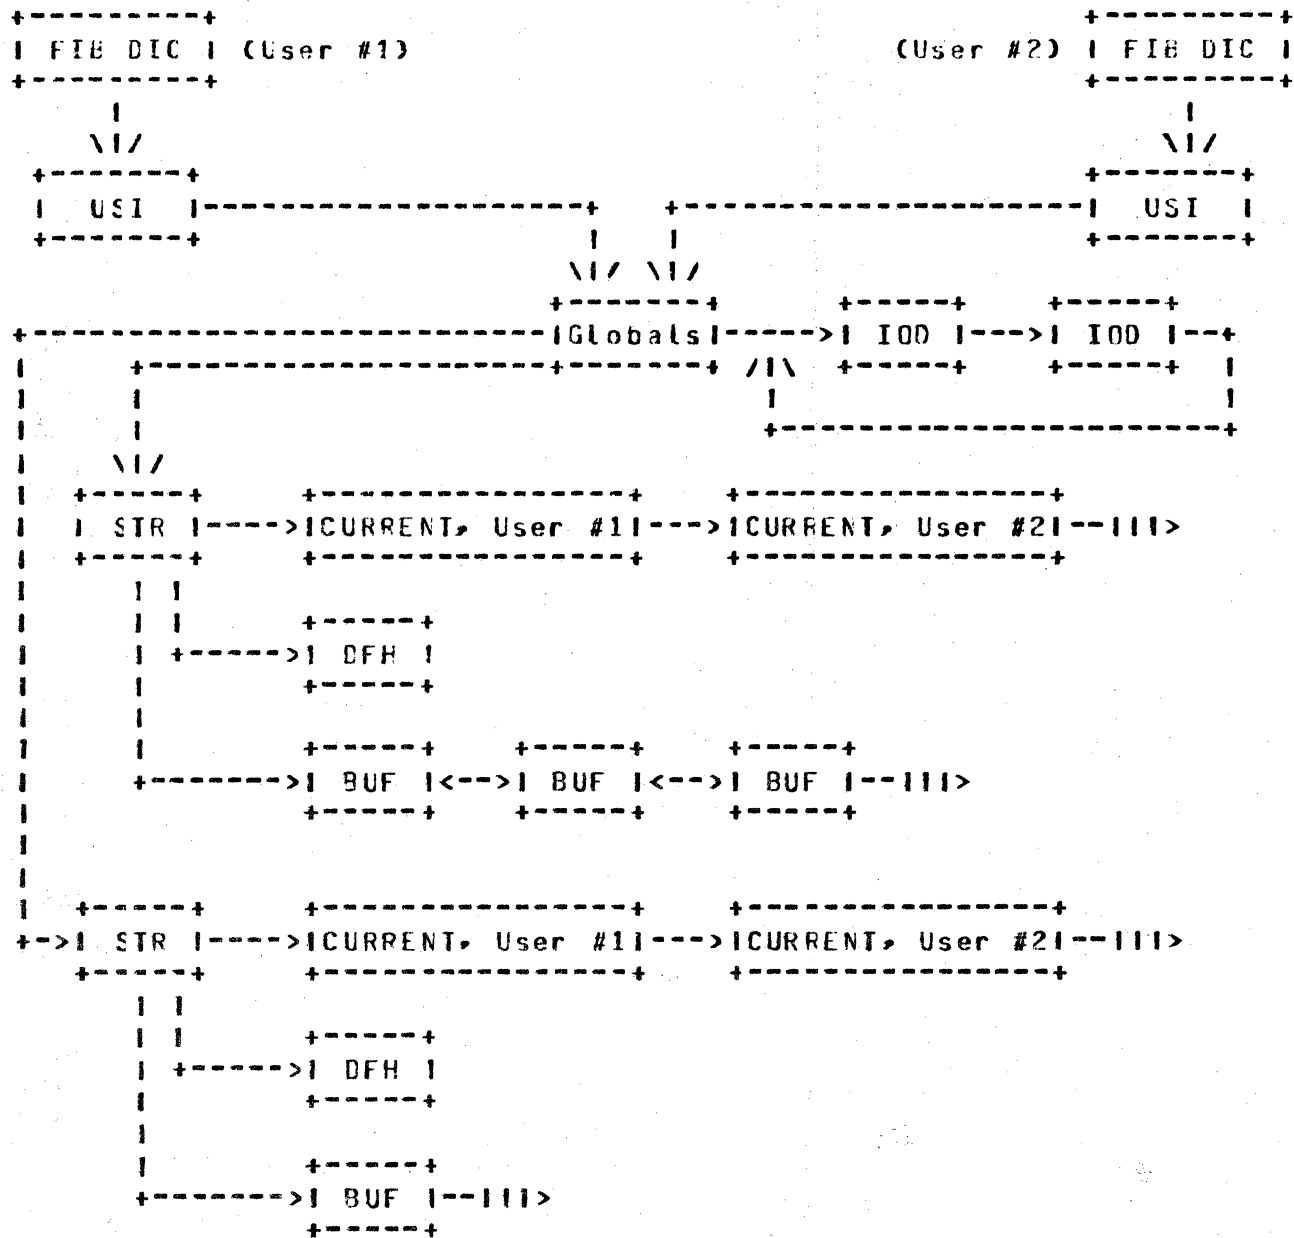 FIB DIC (User #1) (User #2) FIB DIC
USI USI
Globals IOD IOD
STR CURRENT, User #1 CURRENT, User #2
DFH
BUF BUF BUF
STR CURRENT, User #1 CURRENT, User #2
DFH
BUF